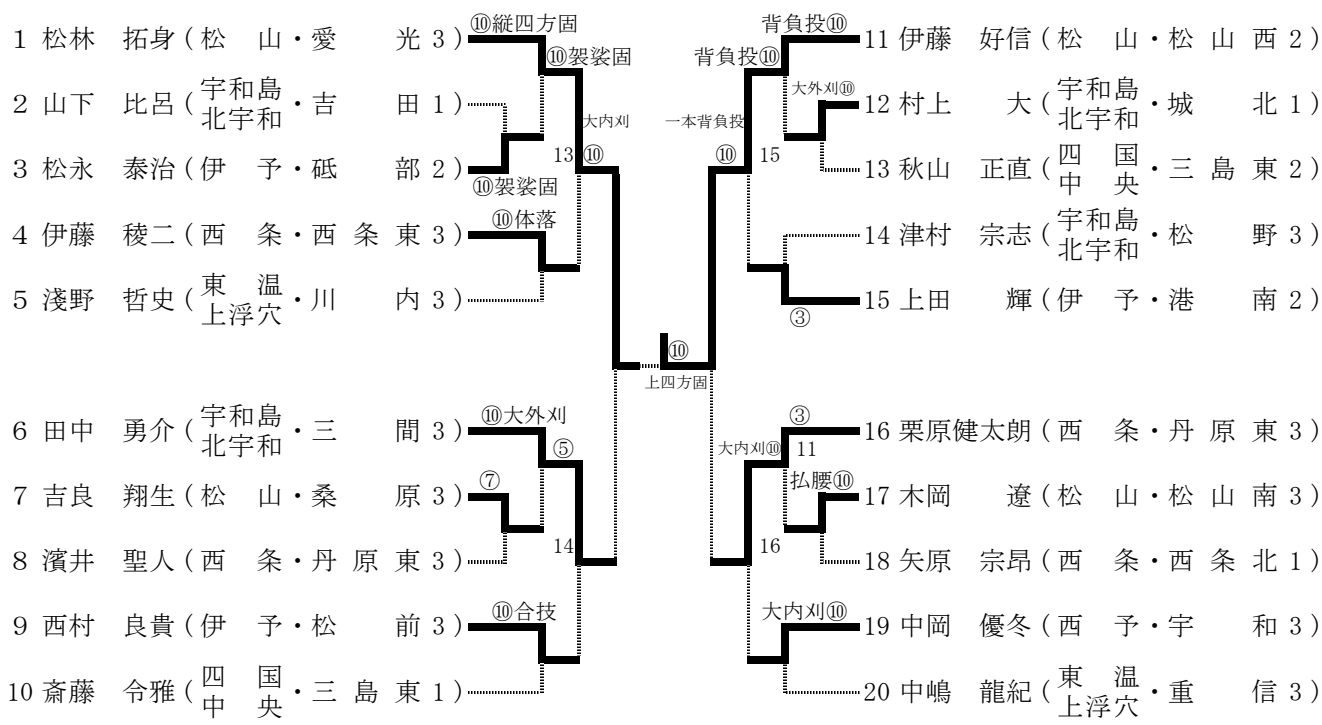 ⑩縦四方固
1 松林 拓身(松 山・愛 光 3)
⑩袈裟固
2 山下 比呂(宇和島北宇和・吉 田 1)
大内刈
13 ⑩
3 松永 泰治(伊 予・砥 部 2)
⑩袈裟固
⑩体落
4 伊藤 稜二(西 条・西 条 東 3)
5 淺野 哲史(東 温上浮穴・川 内 3)
⑩大外刈
6 田中 勇介(宇和島北宇和・三 間 3)
⑤
⑦
7 吉良 翔生(松 山・桑 原 3)
14
8 濱井 聖人(西 条・丹 原 東 3)
⑩合技
9 西村 良貴(伊 予・松 前 3)
10 斎藤 令雅(四 国中 央・三 島 東 1)
⑩
上四方固
背負投⑩
11 伊藤 好信(松 山・松 山 西 2)
背負投⑩
大外刈⑩
12 村上 大(宇和島北宇和・城 北 1)
一本背負投
⑩ 15
13 秋山 正直(四 国中 央・三 島 東 2)
14 津村 宗志(宇和島北宇和・松 野 3)
15 上田 輝(伊 予・港 南 2)
③
③
16 栗原健太朗(西 条・丹 原 東 3)
大内刈⑩ 11
払腰⑩
17 木岡 遼(松 山・松 山 南 3)
16
18 矢原 宗昂(西 条・西 条 北 1)
大内刈⑩
19 中岡 優冬(西 予・宇 和 3)
20 中嶋 龍紀(東 温上浮穴・重 信 3)